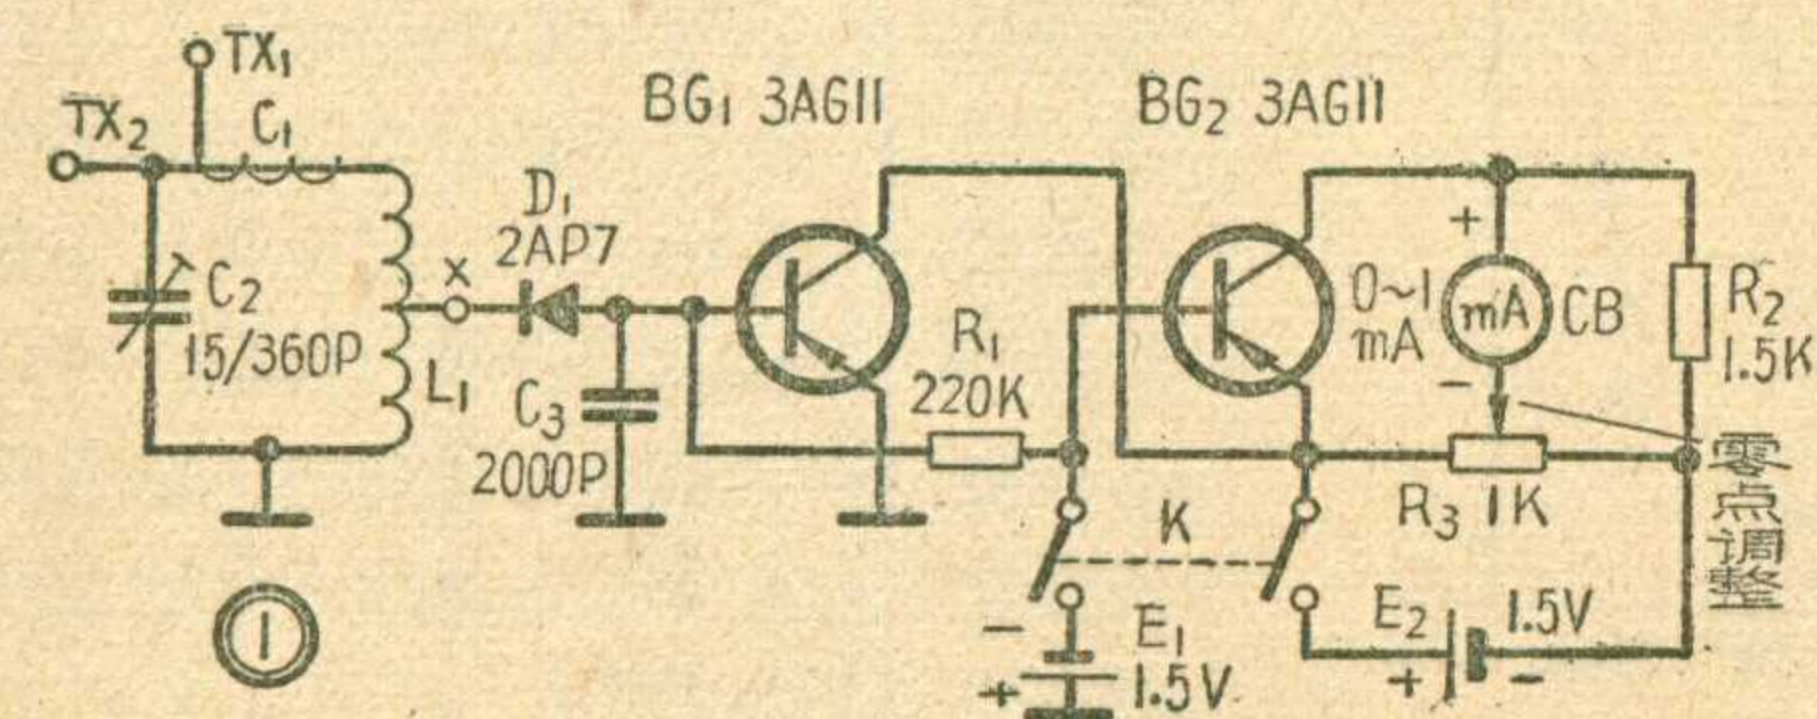 TX₁
TX₂
C₁
BG₁ 3AG11
BG₂ 3AG11
D₁
2AP7
x
C₂
15/360P
L₁
C₃
2000P
R₁
220K
+
0~1
mA
mA
CB
-
R₂
1.5K
R₃ 1K
零点调整
K
-
E₁
+
1.5V
E₂
1.5V
+
-
1